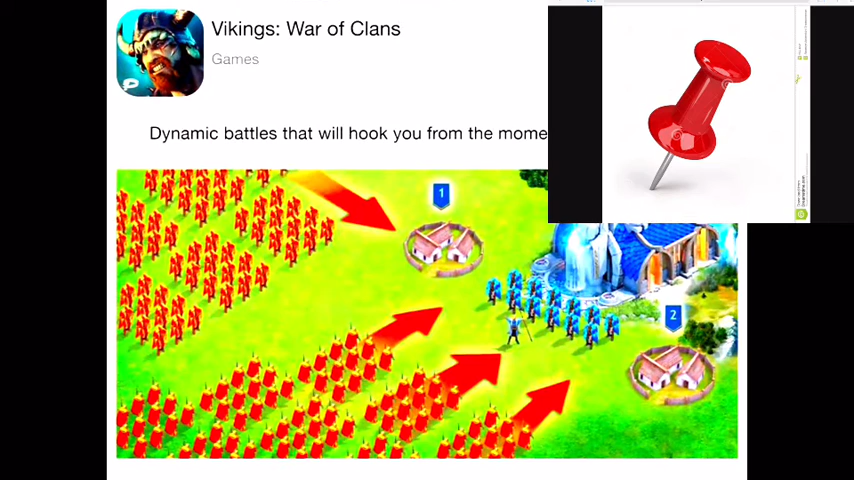 Vikings: War of Clans
Games
Dynamic battles that will hook you from the mome
1
2